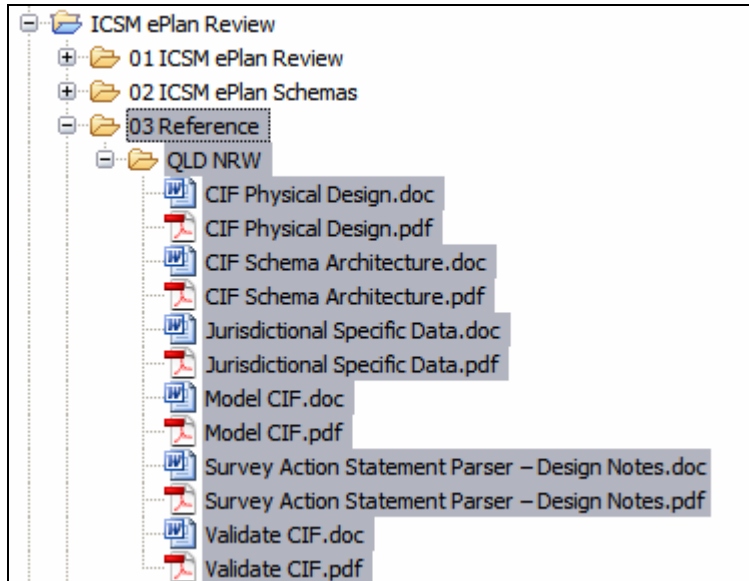 ICSM ePlan Review
01 ICSM ePlan Review
02 ICSM ePlan Schemas
03 Reference
QLD NRW
CIF Physical Design.doc
CIF Physical Design.pdf
CIF Schema Architecture.doc
CIF Schema Architecture.pdf
Jurisdictional Specific Data.doc
Jurisdictional Specific Data.pdf
Model CIF.doc
Model CIF.pdf
Survey Action Statement Parser – Design Notes.doc
Survey Action Statement Parser – Design Notes.pdf
Validate CIF.doc
Validate CIF.pdf